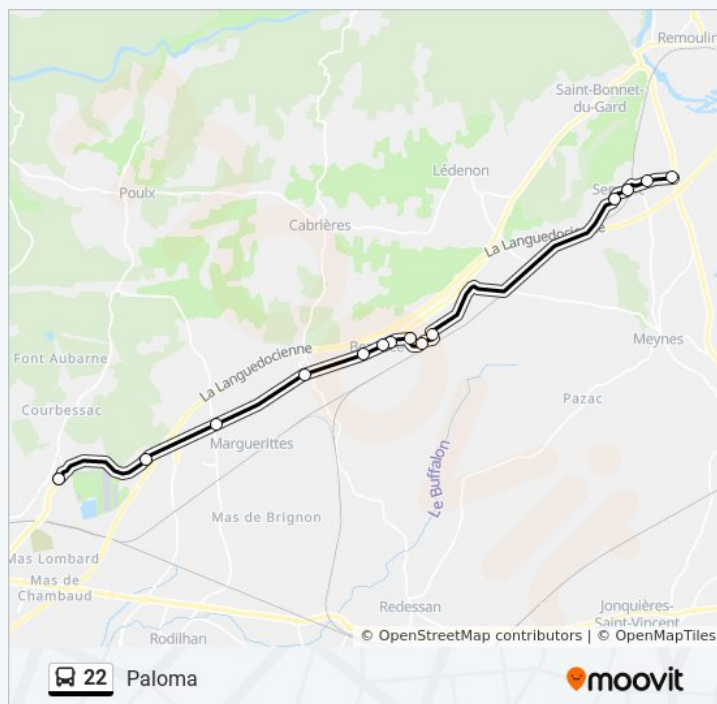 Remoulin
Saint-Bonnet-
du-Gard
Lédenon
Poulx
Cabrières
La Languedocienne
Meynes
La Languedocienne
Font Aubarne
Pazac
Courbessac
Marguerittes
Le Buffalon
Mas de Brignon
Mas Lombard
Mas de
Chambaud
Redessan
Jonquières-
Saint-Vincent
Rodilhan
© OpenStreetMap contributors | © OpenMapTiles
22 Paloma
moovit